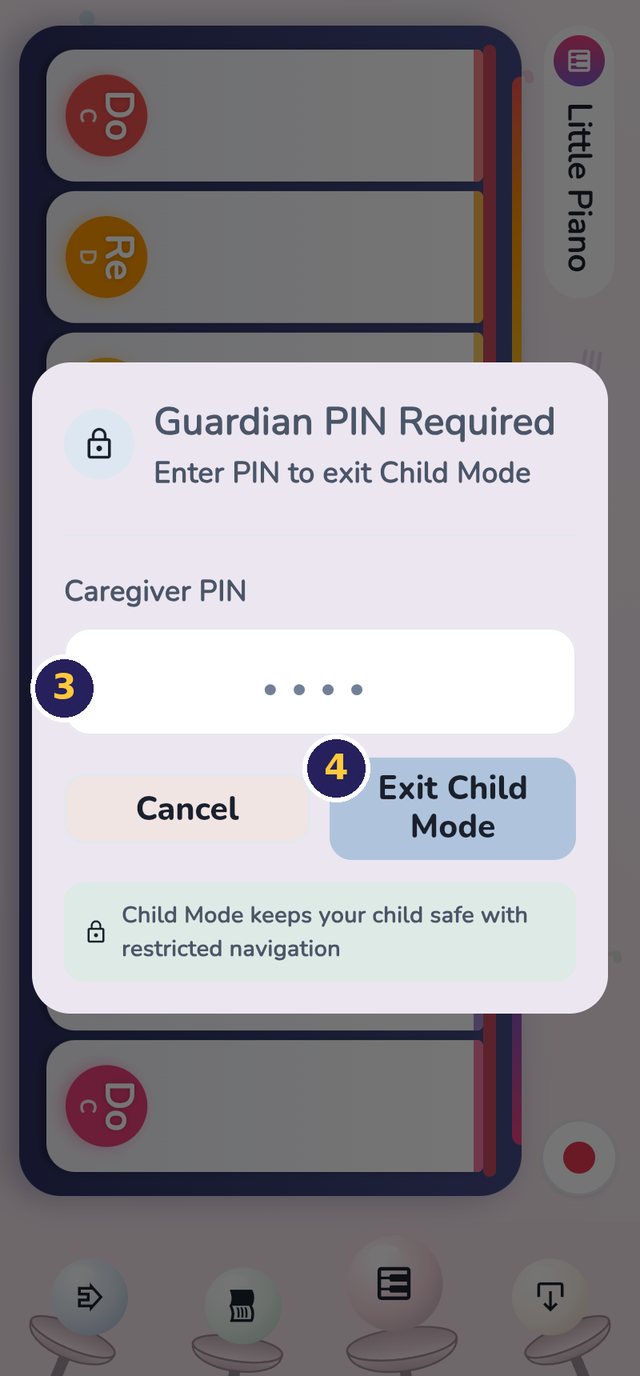 Little Piano
Do
C
Re
D
Guardian PIN Required
Enter PIN to exit Child Mode
Caregiver PIN
3
4
Cancel
Exit Child
Mode
Child Mode keeps your child safe with
restricted navigation
Do
C